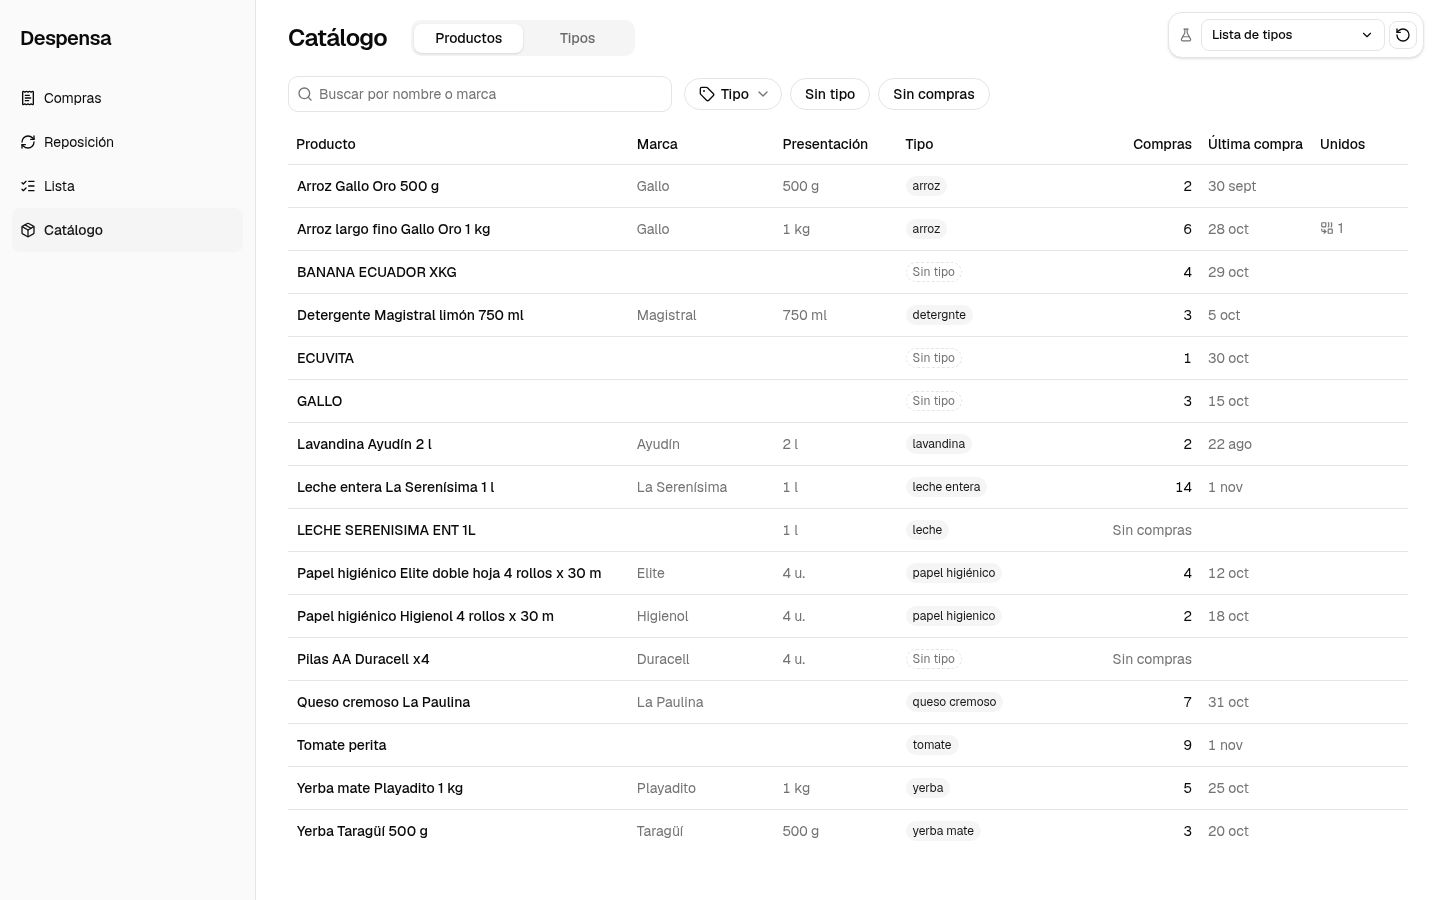 Despensa
Compras
Reposición
Lista
Catálogo
Catálogo
Productos
Tipos
Lista de tipos
Buscar por nombre o marca
Tipo
Sin tipo
Sin compras
Producto Marca Presentación Tipo Compras Última compra Unidos
Arroz Gallo Oro 500 g Gallo 500 g arroz 2 30 sept
Arroz largo fino Gallo Oro 1 kg Gallo 1 kg arroz 6 28 oct 1
BANANA ECUADOR XKG Sin tipo 4 29 oct
Detergente Magistral limón 750 ml Magistral 750 ml detergnte 3 5 oct
ECUVITA Sin tipo 1 30 oct
GALLO Sin tipo 3 15 oct
Lavandina Ayudín 2 l Ayudín 2 l lavandina 2 22 ago
Leche entera La Serenísima 1 l La Serenísima 1 l leche entera 14 1 nov
LECHE SERENISIMA ENT 1L 1 l leche Sin compras
Papel higiénico Elite doble hoja 4 rollos x 30 m Elite 4 u. papel higiénico 4 12 oct
Papel higiénico Higienol 4 rollos x 30 m Higienol 4 u. papel higienico 2 18 oct
Pilas AA Duracell x4 Duracell 4 u. Sin tipo Sin compras
Queso cremoso La Paulina La Paulina queso cremoso 7 31 oct
Tomate perita tomate 9 1 nov
Yerba mate Playadito 1 kg Playadito 1 kg yerba 5 25 oct
Yerba Taragüí 500 g Taragüí 500 g yerba mate 3 20 oct